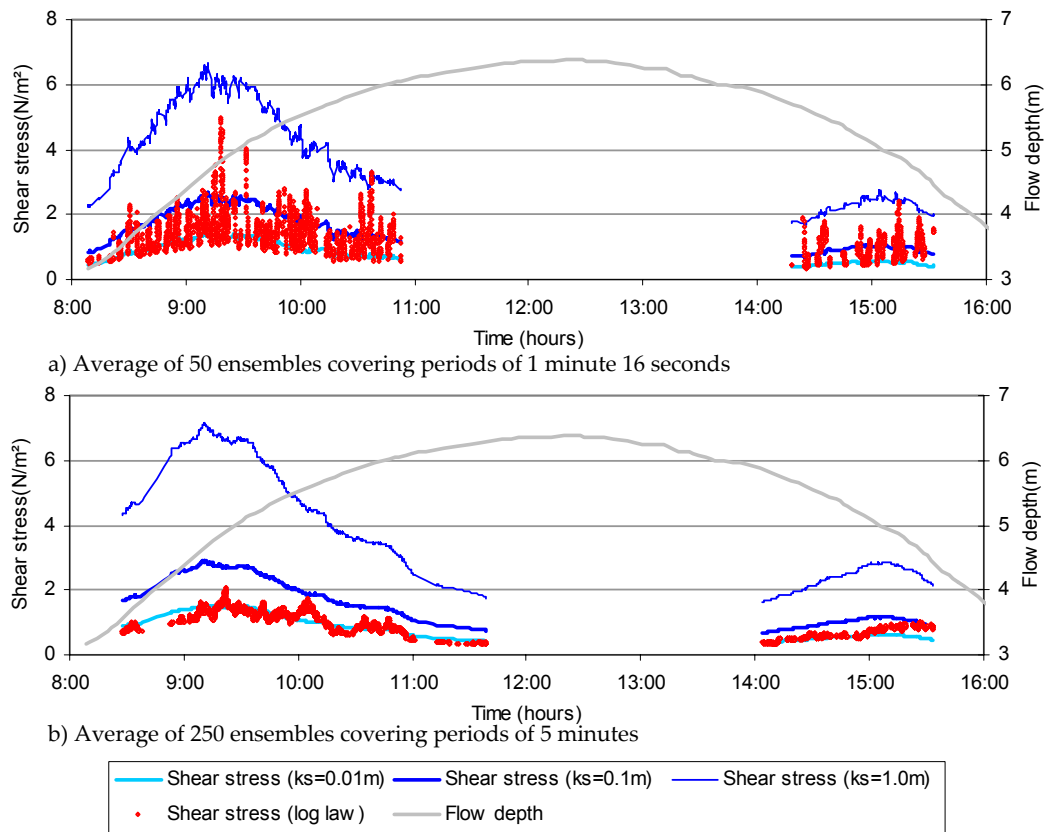 8 7
6 6
4 5
2 4
0 3
Shear stress(N/m²)
Flow depth(m)
8:00 9:00 10:00 11:00 12:00 13:00 14:00 15:00 16:00
Time (hours)
a) Average of 50 ensembles covering periods of 1 minute 16 seconds
8 7
6 6
4 5
2 4
0 3
Shear stress(N/m²)
Flow depth(m)
8:00 9:00 10:00 11:00 12:00 13:00 14:00 15:00 16:00
Time (hours)
b) Average of 250 ensembles covering periods of 5 minutes
Shear stress (ks=0.01m) Shear stress (ks=0.1m) Shear stress (ks=1.0m)
Shear stress (log law) Flow depth